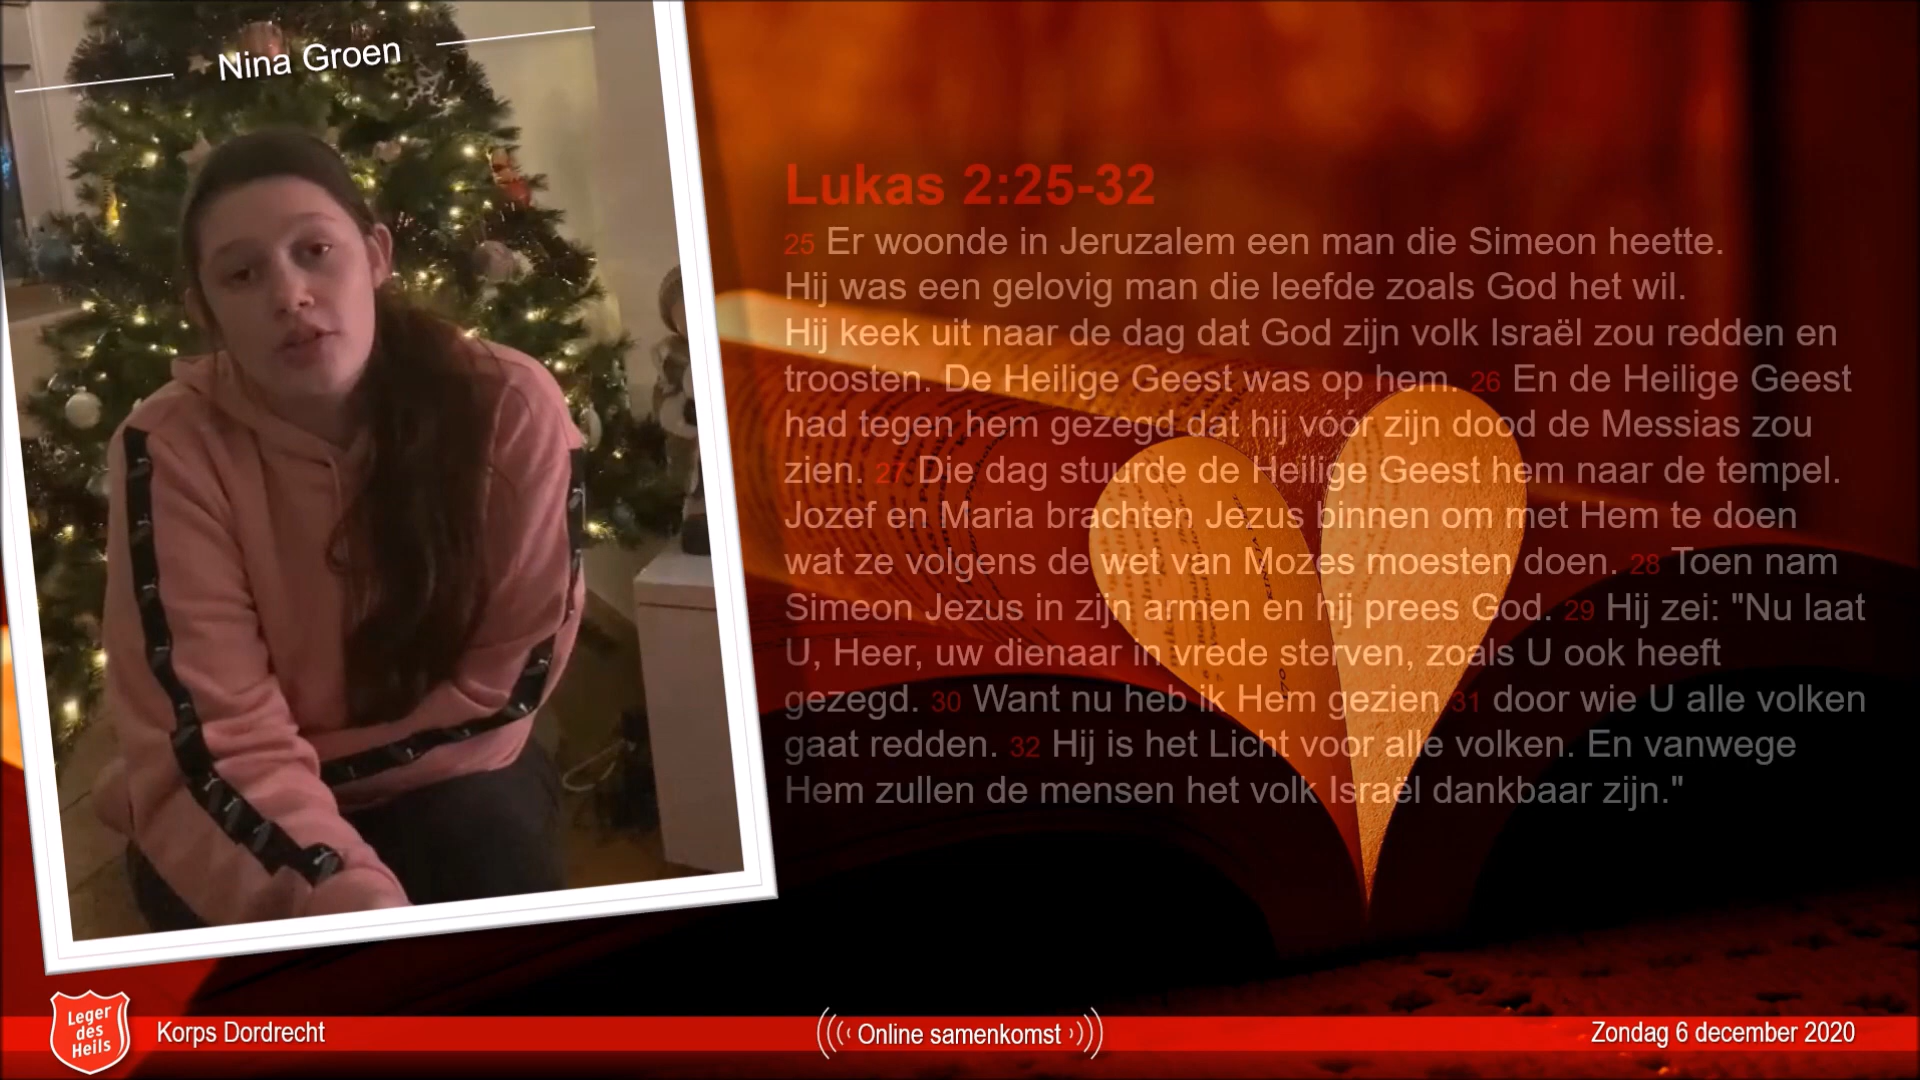 Nina Groen
Lukas 2:25-32
25 Er woonde in Jeruzalem een man die Simeon heette.
Hij was een gelovig man die leefde zoals God het wil.
Hij keek uit naar de dag dat God zijn volk Israël zou redden en
troosten. De Heilige Geest was op hem. 26 En de Heilige Geest
had tegen hem gezegd dat hij vóór zijn dood de Messias zou
zien. 27 Die dag stuurde de Heilige Geest hem naar de tempel.
Jozef en Maria brachten Jezus binnen om met Hem te doen
wat ze volgens de wet van Mozes moesten doen. 28 Toen nam
Simeon Jezus in zijn armen en hij prees God. 29 Hij zei: "Nu laat
U, Heer, uw dienaar in vrede sterven, zoals U ook heeft
gezegd. 30 Want nu heb ik Hem gezien 31 door wie U alle volken
gaat redden. 32 Hij is het Licht voor alle volken. En vanwege
Hem zullen de mensen het volk Israël dankbaar zijn."
Leger
des
Heils
Korps Dordrecht
Online samenkomst
Zondag 6 december 2020